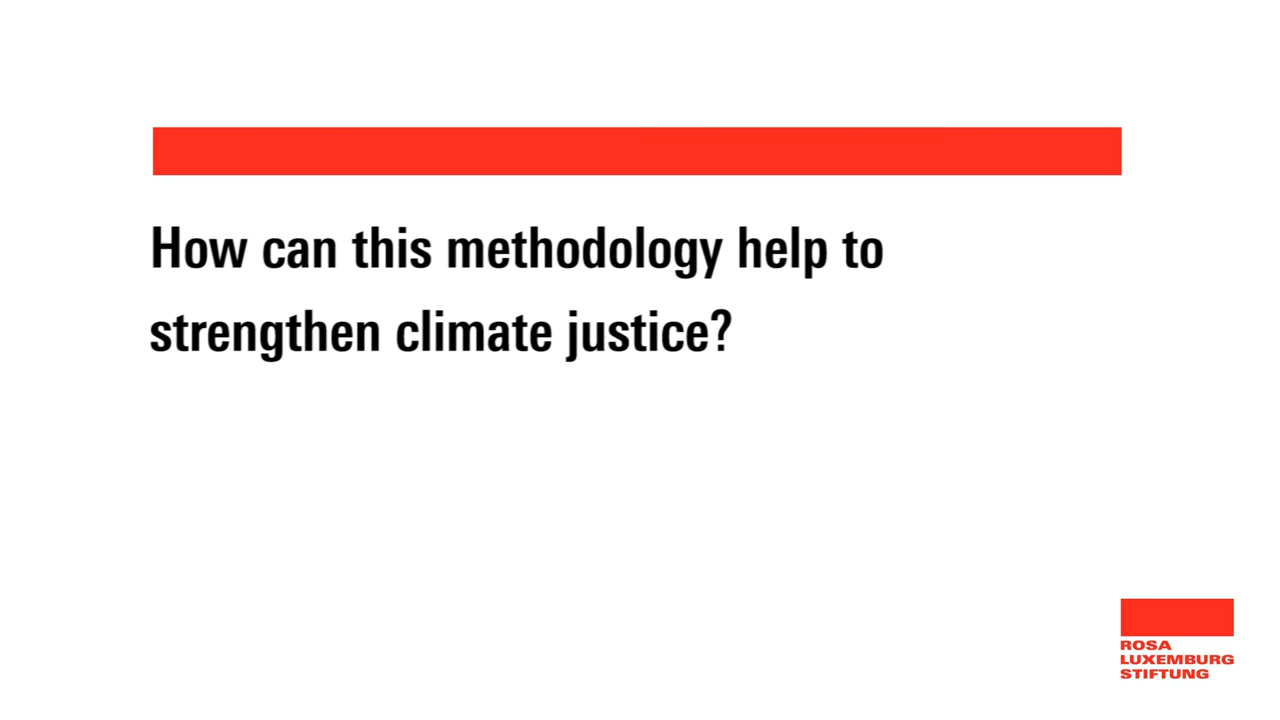 How can this methodology help to
strengthen climate justice?
ROSA
LUXEMBURG
STIFTUNG